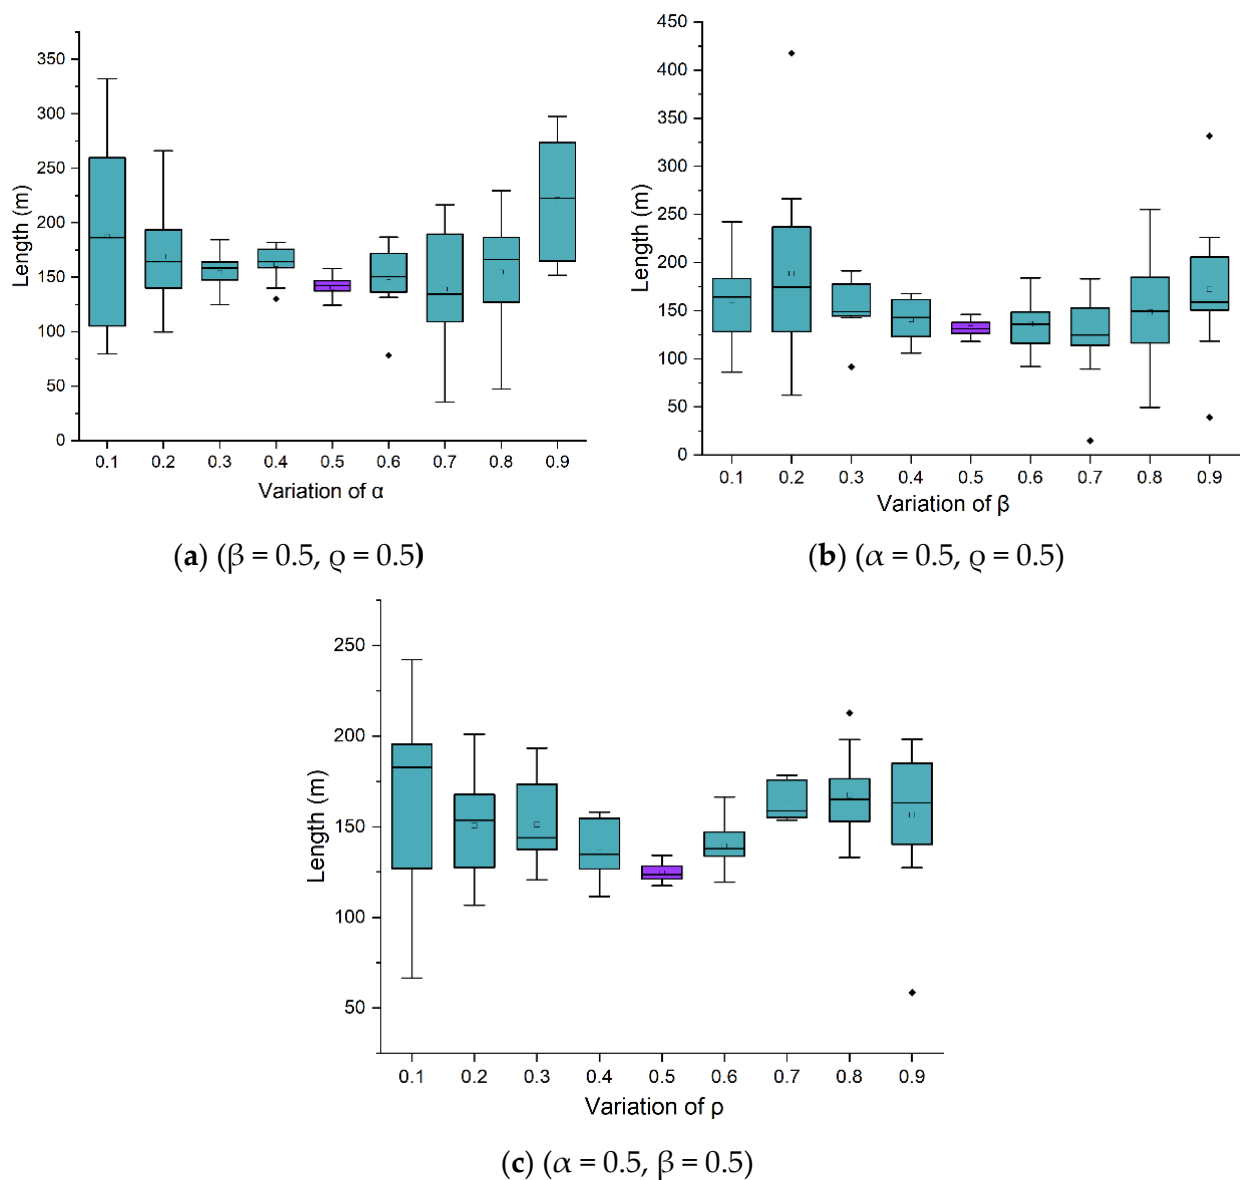 350
300
250
200
150
100
50
0
Length (m)
0.1 0.2 0.3 0.4 0.5 0.6 0.7 0.8 0.9
Variation of α
(a) (β = 0.5, ρ = 0.5)
450
400
350
300
250
200
150
100
50
0
Length (m)
0.1 0.2 0.3 0.4 0.5 0.6 0.7 0.8 0.9
Variation of β
(b) (α = 0.5, ρ = 0.5)
250
200
150
100
50
Length (m)
0.1 0.2 0.3 0.4 0.5 0.6 0.7 0.8 0.9
Variation of ρ
(c) (α = 0.5, β = 0.5)